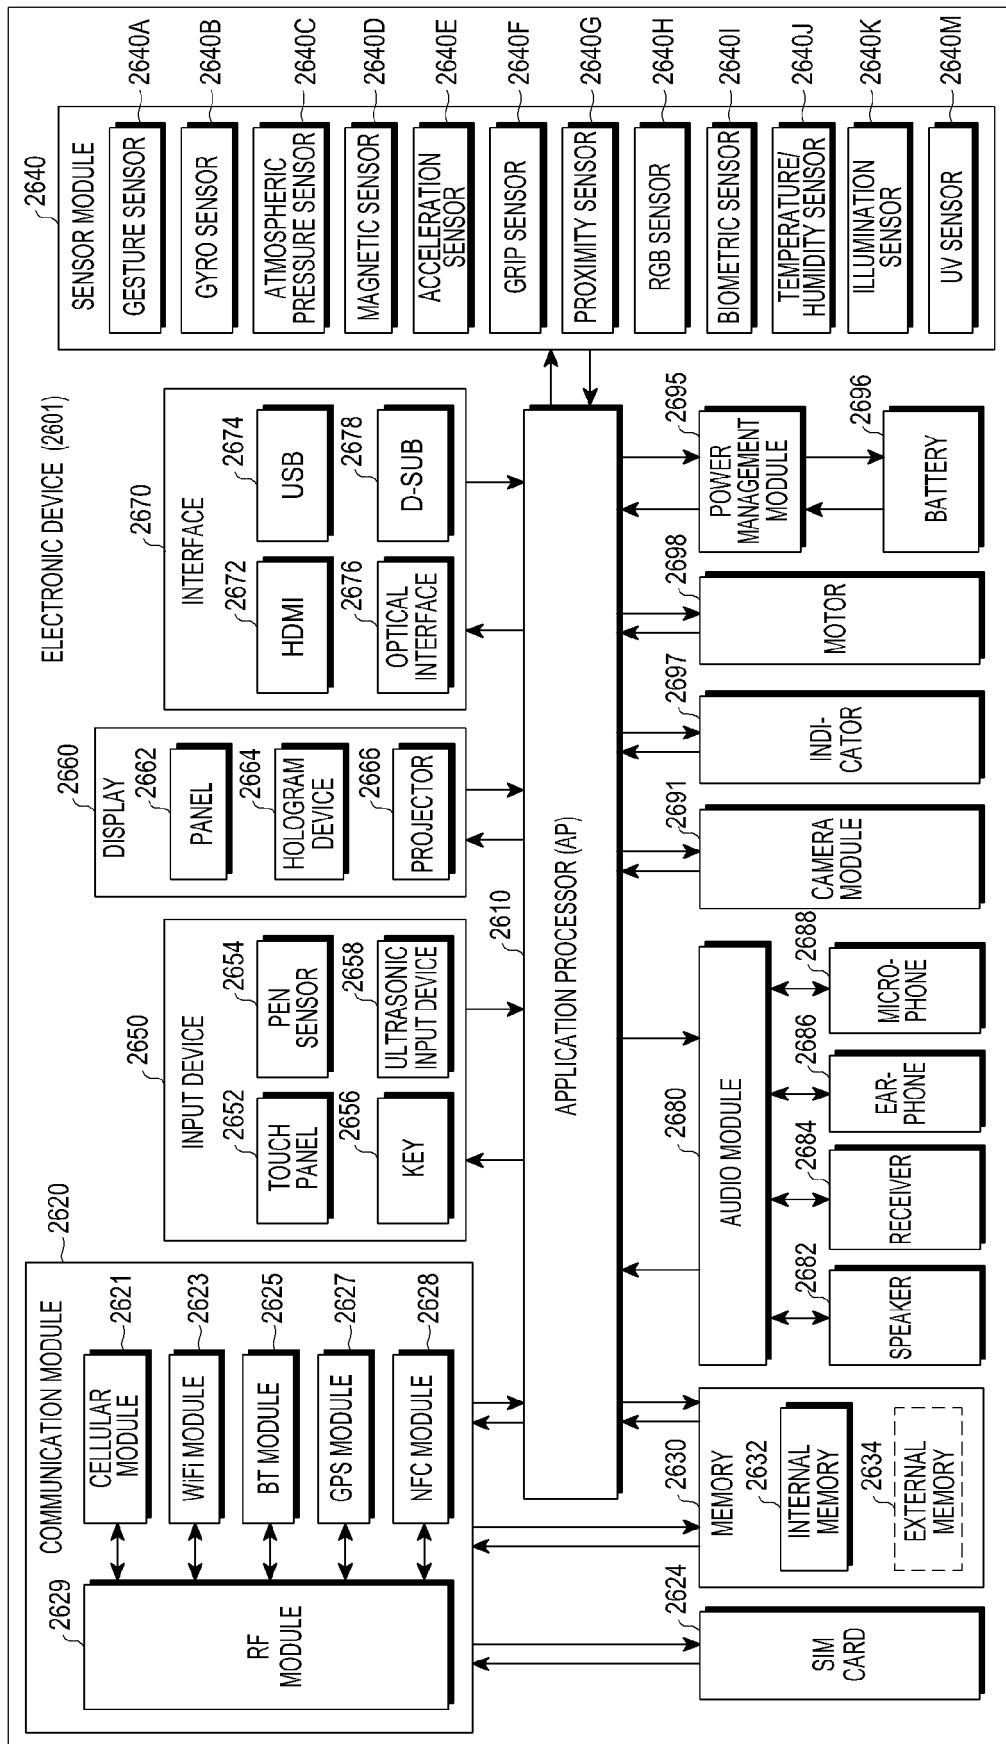 ELECTRONIC DEVICE (2601)
2620
COMMUNICATION MODULE
2629
RF
MODULE
CELLULAR
MODULE
2621
WiFi MODULE
2623
BT MODULE
2625
GPS MODULE
2627
NFC MODULE
2628
2650
INPUT DEVICE
2652
TOUCH
PANEL
2654
PEN
SENSOR
2656
KEY
2658
ULTRASONIC
INPUT DEVICE
2660
DISPLAY
2662
PANEL
2664
HOLOGRAM
DEVICE
2666
PROJECTOR
2670
INTERFACE
2672
HDMI
2674
USB
2676
OPTICAL
INTERFACE
2678
D-SUB
2640
SENSOR MODULE
GESTURE SENSOR
2640A
GYRO SENSOR
2640B
ATMOSPHERIC
PRESSURE SENSOR
2640C
MAGNETIC SENSOR
2640D
ACCELERATION
SENSOR
2640E
GRIP SENSOR
2640F
PROXIMITY SENSOR
2640G
RGB SENSOR
2640H
BIOMETRIC SENSOR
2640I
TEMPERATURE/
HUMIDITY SENSOR
2640J
ILLUMINATION
SENSOR
2640K
UV SENSOR
2640M
2610
APPLICATION PROCESSOR (AP)
2624
SIM
CARD
2630
MEMORY
2632
INTERNAL
MEMORY
2634
EXTERNAL
MEMORY
2680
AUDIO MODULE
2682
SPEAKER
2684
RECEIVER
2686
EAR-
PHONE
2688
MICRO-
PHONE
2691
CAMERA
MODULE
2697
INDI-
CATOR
2698
MOTOR
2695
POWER
MANAGEMENT
MODULE
2696
BATTERY